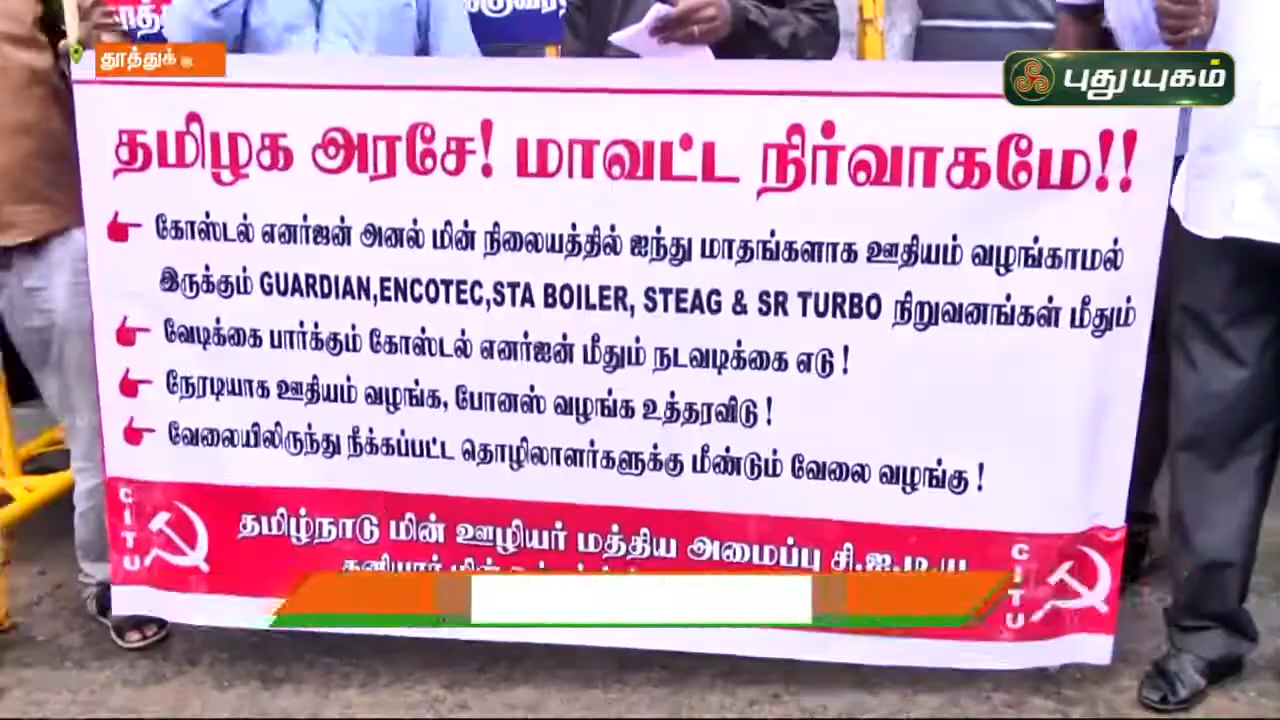 தூத்துக்
புதுயுகம்
தமிழக அரசே! மாவட்ட நிர்வாகமே!!
கோஸ்டல் எனர்ஜன் அனல் மின் நிலையத்தில் ஐந்து மாதங்களாக ஊதியம் வழங்காமல்
இருக்கும் GUARDIAN,ENCOTEC,STA BOILER, STEAG & SR TURBO நிறுவனங்கள் மீதும்
வேடிக்கை பார்க்கும் கோஸ்டல் எனர்ஜன் மீதும் நடவடிக்கை எடு !
நேரடியாக ஊதியம் வழங்க, போனஸ் வழங்க உத்தரவிடு !
வேலையிலிருந்து நீக்கப்பட்ட தொழிலாளர்களுக்கு மீண்டும் வேலை வழங்கு !
CITU
தமிழ்நாடு மின் ஊழியர் மத்திய அமைப்பு சி.ஐ.டி.யு
CITU